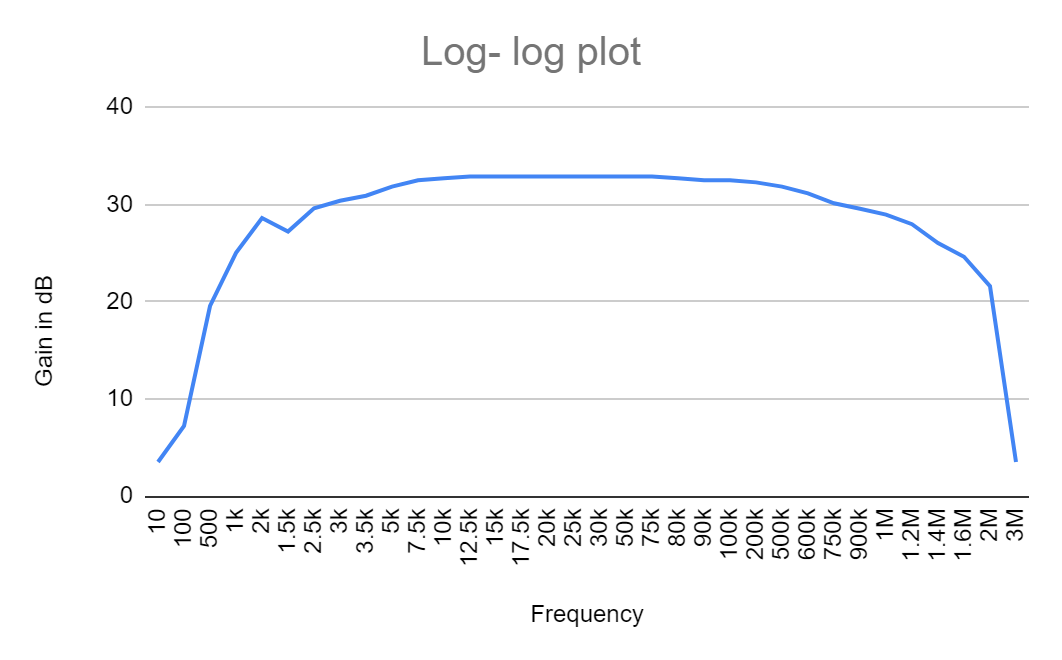 Log- log plot
40
30
20
10
0
Gain in dB
10
100
500
1k
2k
1.5k
2.5k
3k
3.5k
5k
7.5k
10k
12.5k
15k
17.5k
20k
25k
30k
50k
75k
80k
90k
100k
200k
500k
600k
750k
900k
1M
1.2M
1.4M
1.6M
2M
3M
Frequency